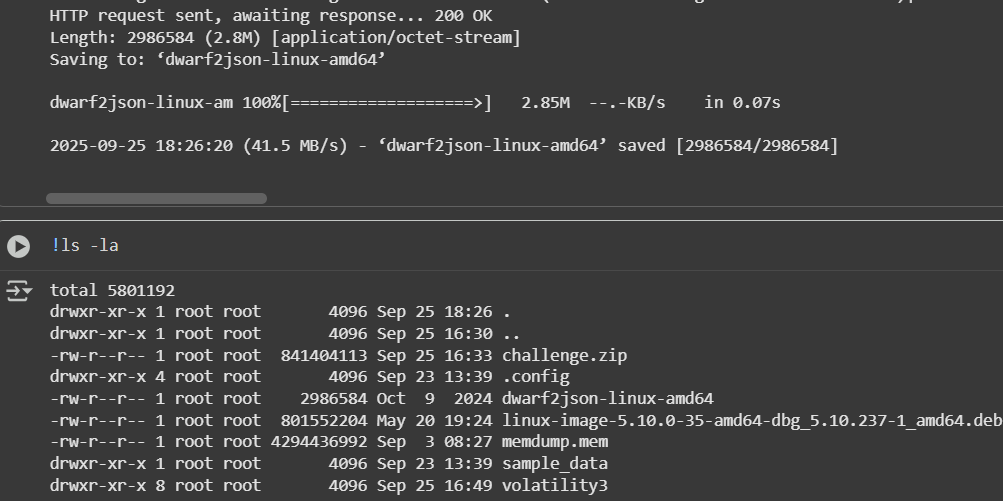 HTTP request sent, awaiting response... 200 OK
Length: 2986584 (2.8M) [application/octet-stream]
Saving to: ‘dwarf2json-linux-amd64’
dwarf2json-linux-am 100%[===================>]   2.85M  --.-KB/s    in 0.07s
2025-09-25 18:26:20 (41.5 MB/s) - ‘dwarf2json-linux-amd64’ saved [2986584/2986584]
!ls -la
total 5801192
drwxr-xr-x 1 root root       4096 Sep 25 18:26 .
drwxr-xr-x 1 root root       4096 Sep 25 16:30 ..
-rw-r--r-- 1 root root  841404113 Sep 25 16:33 challenge.zip
drwxr-xr-x 4 root root       4096 Sep 23 13:39 .config
-rw-r--r-- 1 root root    2986584 Oct  9  2024 dwarf2json-linux-amd64
-rw-r--r-- 1 root root  801552204 May 20 19:24 linux-image-5.10.0-35-amd64-dbg_5.10.237-1_amd64.deb
-rw-r--r-- 1 root root 4294436992 Sep  3 08:27 memdump.mem
drwxr-xr-x 1 root root       4096 Sep 23 13:39 sample_data
drwxr-xr-x 8 root root       4096 Sep 25 16:49 volatility3